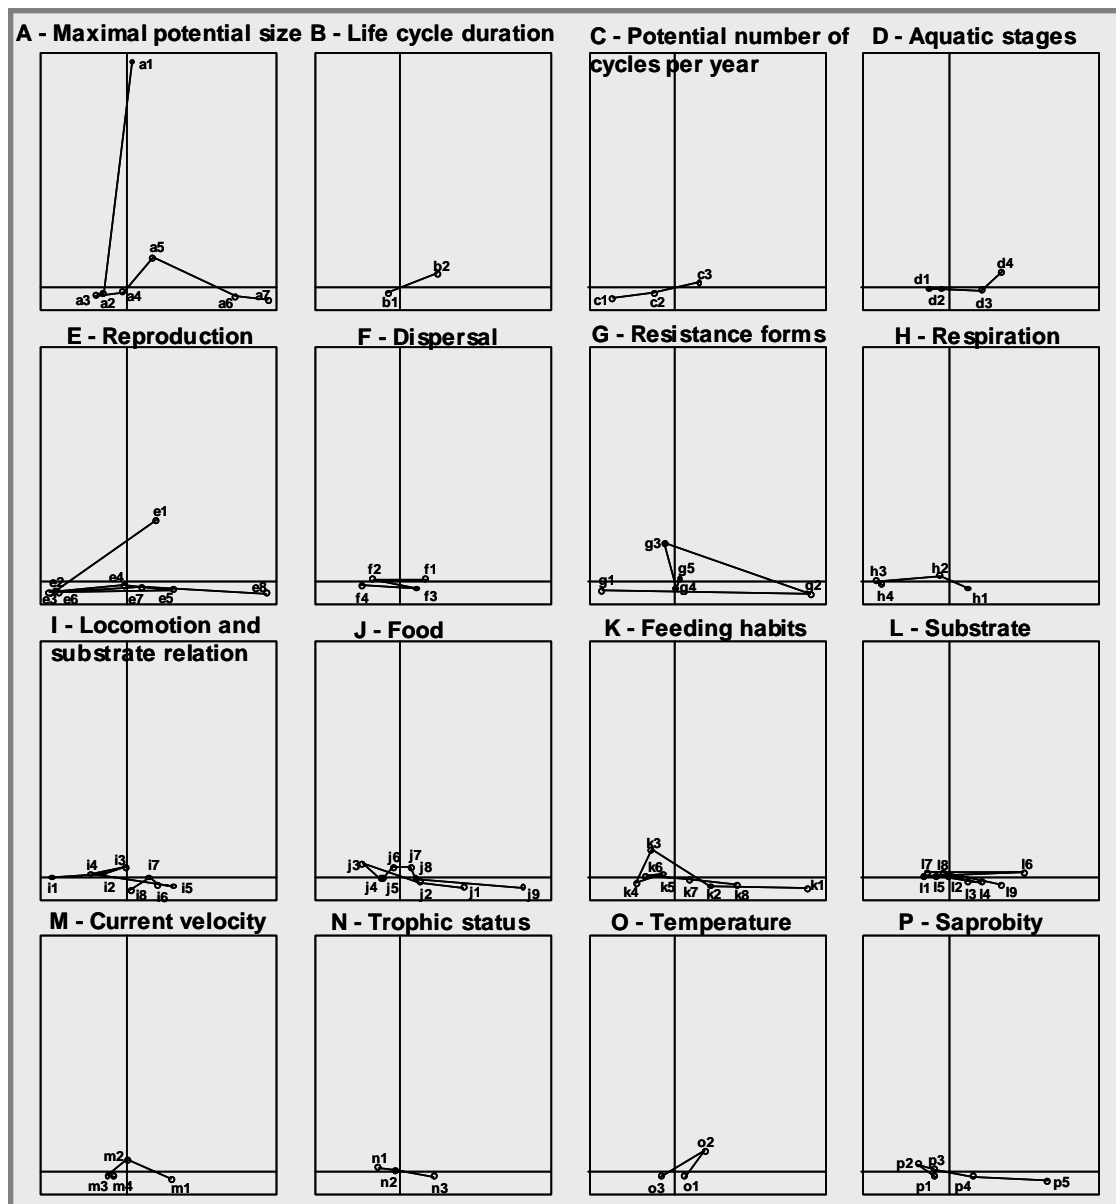 A - Maximal potential size
B - Life cycle duration
C - Potential number of
cycles per year
D - Aquatic stages
a1
a5
a3
a2
a4
a6
a7
b2
b1
c3
c1
c2
d4
d1
d2
d3
E - Reproduction
F - Dispersal
G - Resistance forms
H - Respiration
e1
e2
e4
e3
e6
e7
e5
e8
f2
f1
f4
f3
g3
g5
g1
g4
g2
h3
h2
h4
h1
I - Locomotion and
substrate relation
J - Food
K - Feeding habits
L - Substrate
i4
i3
i7
i1
i2
i8
i6
i5
j3
j6
j7
j8
j4
j5
j2
j1
j9
k3
k6
k4
k5
k7
k2
k8
k1
l7
l8
l6
l1
l5
l2
l3
l4
l9
M - Current velocity
N - Trophic status
O - Temperature
P - Saprobity
m2
m3
m4
m1
n1
n2
n3
o2
o3
o1
p2
p3
p1
p4
p5